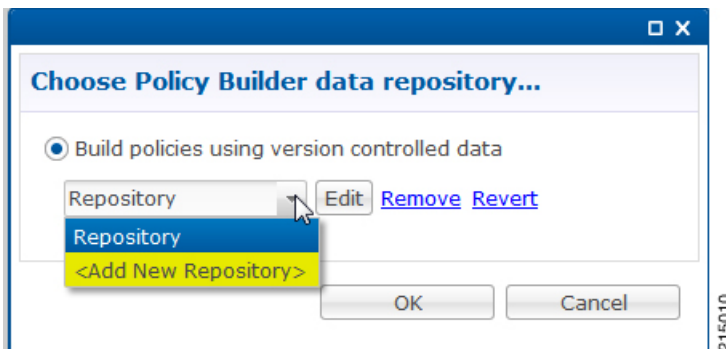 Choose Policy Builder data repository...
Build policies using version controlled data
Repository Edit Remove Revert
Repository
<Add New Repository>
OK Cancel